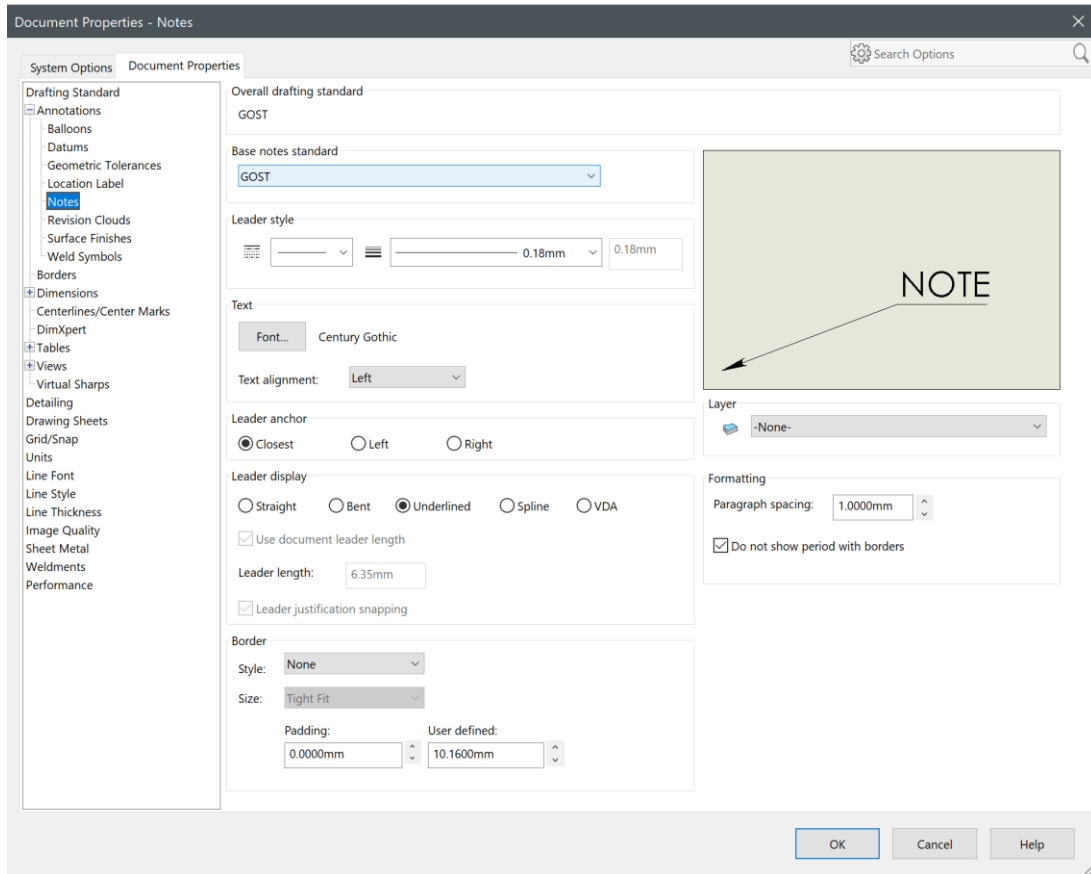 Document Properties - Notes
Search Options
System Options
Document Properties
Drafting Standard
Annotations
Balloons
Datums
Geometric Tolerances
Location Label
Notes
Revision Clouds
Surface Finishes
Weld Symbols
Borders
Dimensions
Centerlines/Center Marks
DimXpert
Tables
Views
Virtual Sharps
Detailing
Drawing Sheets
Grid/Snap
Units
Line Font
Line Style
Line Thickness
Image Quality
Sheet Metal
Weldments
Performance
Overall drafting standard
GOST
Base notes standard
GOST
Leader style
0.18mm 0.18mm
Text
Font... Century Gothic
Text alignment: Left
Leader anchor
Closest Left Right
Leader display
Straight Bent Underlined Spline VDA
Use document leader length
Leader length: 6.35mm
Leader justification snapping
Border
Style: None
Size: Tight Fit
Padding: User defined:
0.0000mm 10.1600mm
NOTE
Layer
-None-
Formatting
Paragraph spacing: 1.0000mm
Do not show period with borders
OK Cancel Help